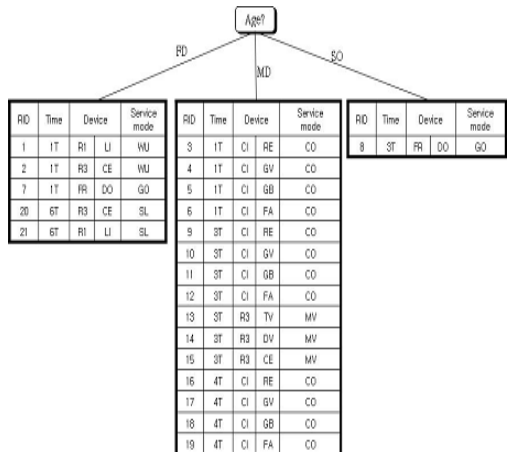 Age?
FD
MD
SO
RID Time Device Service mode
1 1T R1 LI WU
2 1T R3 CE WU
7 1T FR DO GO
20 6T R3 CE SL
21 6T R1 LI SL
RID Time Device Service mode
3 1T CI RE CO
4 1T CI GV CO
5 1T CI GB CO
6 1T CI FA CO
9 3T CI RE CO
10 3T CI GV CO
11 3T CI GB CO
12 3T CI FA CO
13 3T R3 TV MV
14 3T R3 DV MV
15 3T R3 CE MV
16 4T CI RE CO
17 4T CI GV CO
18 4T CI GB CO
19 4T CI FA CO
RID Time Device Service mode
8 3T FR DO GO